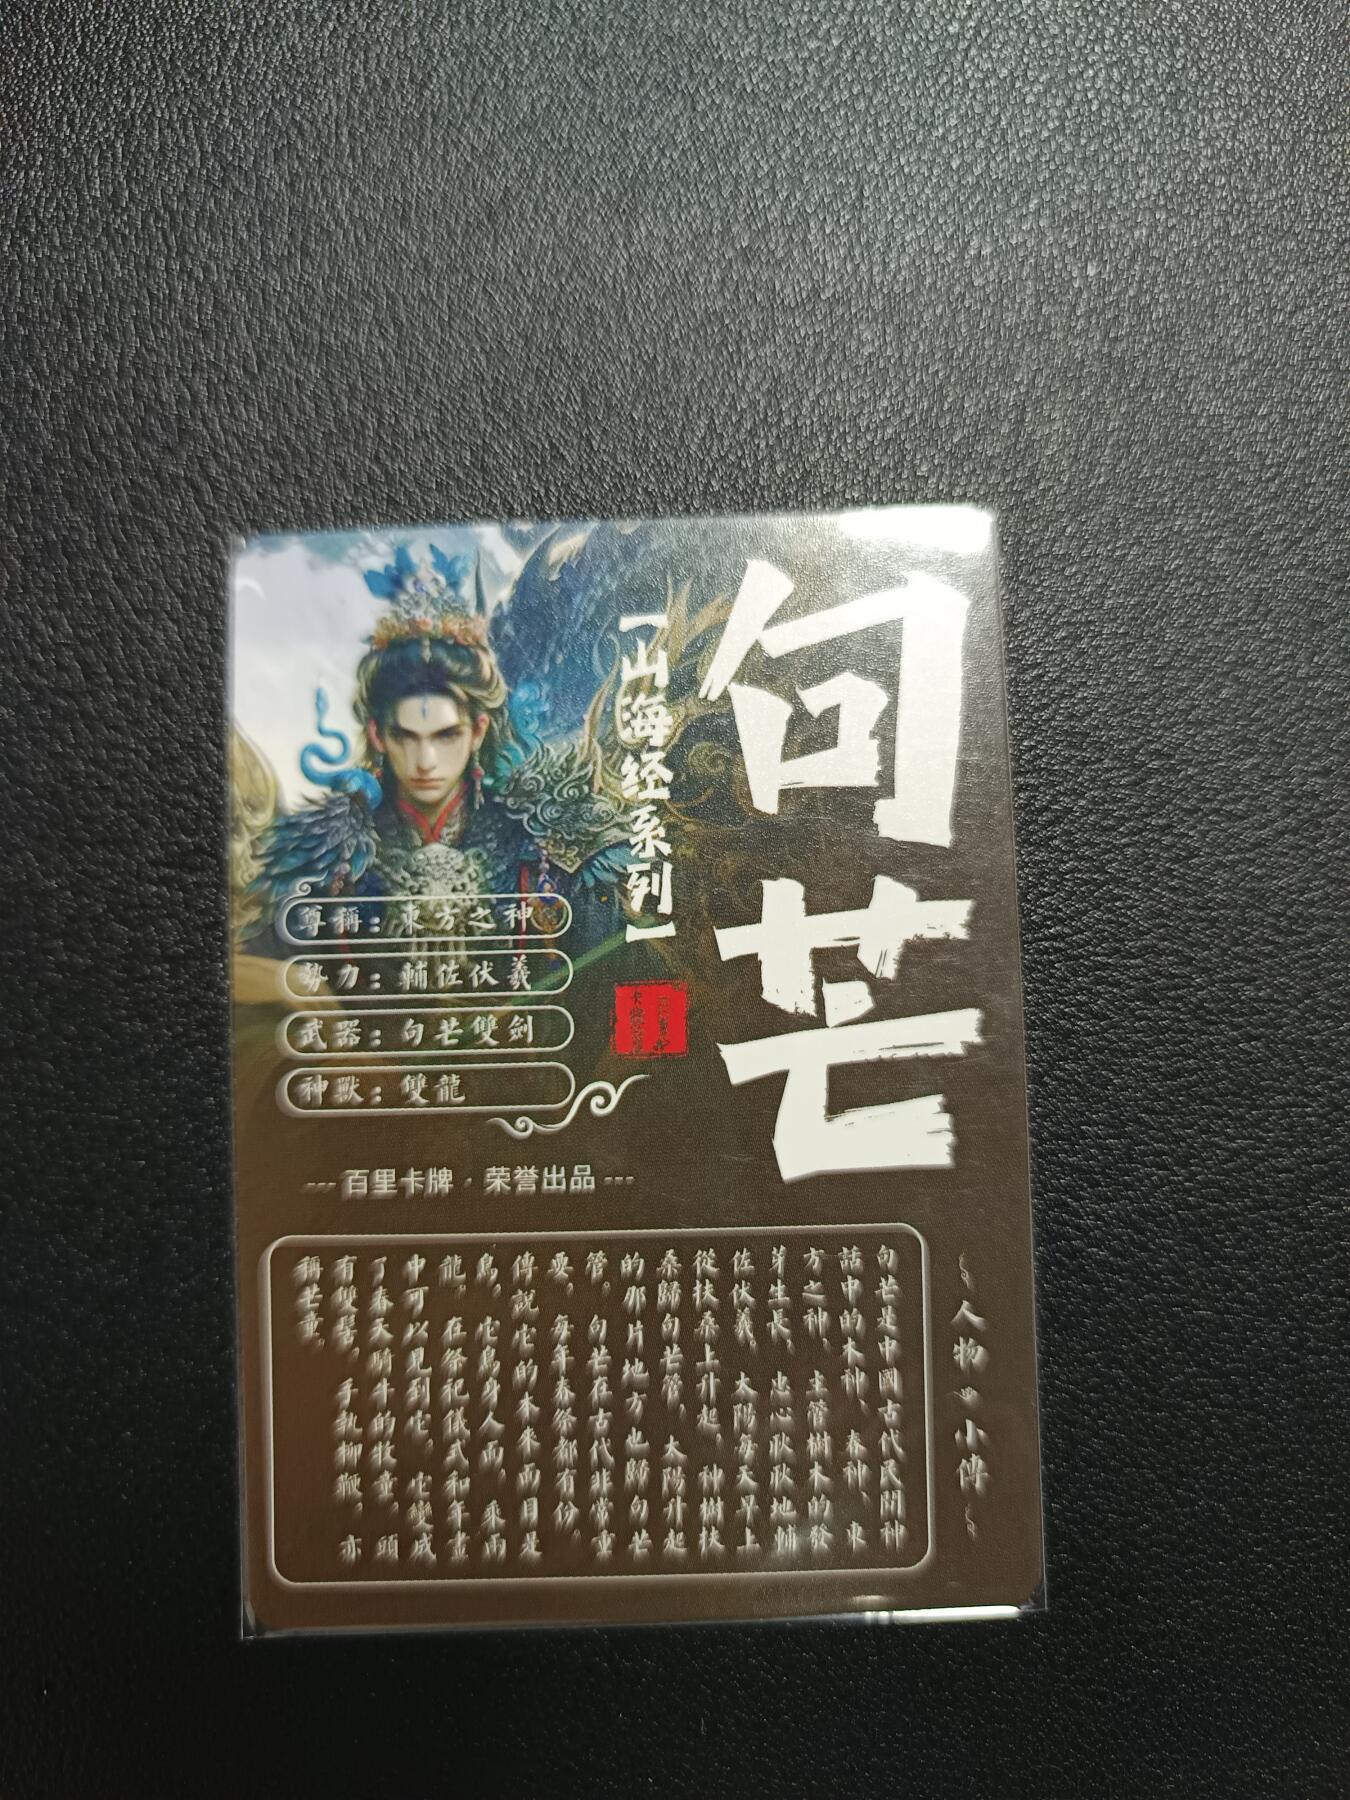 句芒
【山海经系列】
尊稱：東方之神
勢力：輔佐伏羲
武器：句芒雙劍
神獸：雙龍
--- 百里卡牌·荣誉出品 ---
人物 小傳
句芒是中國古代民間神
話中的木神、春神、東
方之神，主管樹木的發
芽生長，忠心耿耿地輔
佐伏羲。太陽每天早上
從扶桑上升起，神樹扶
桑歸句芒管，太陽升起
的那片地方也歸句芒
管。句芒在古代非常重
要，每年春祭都有份。
傳説它的本來面目是
鳥，它鳥身人面，乘兩
龍。在祭祀儀式和年畫
中可以見到它，它變成
了春天騎牛的牧童，頭
有雙髻，手執柳鞭，亦
稱芒童。